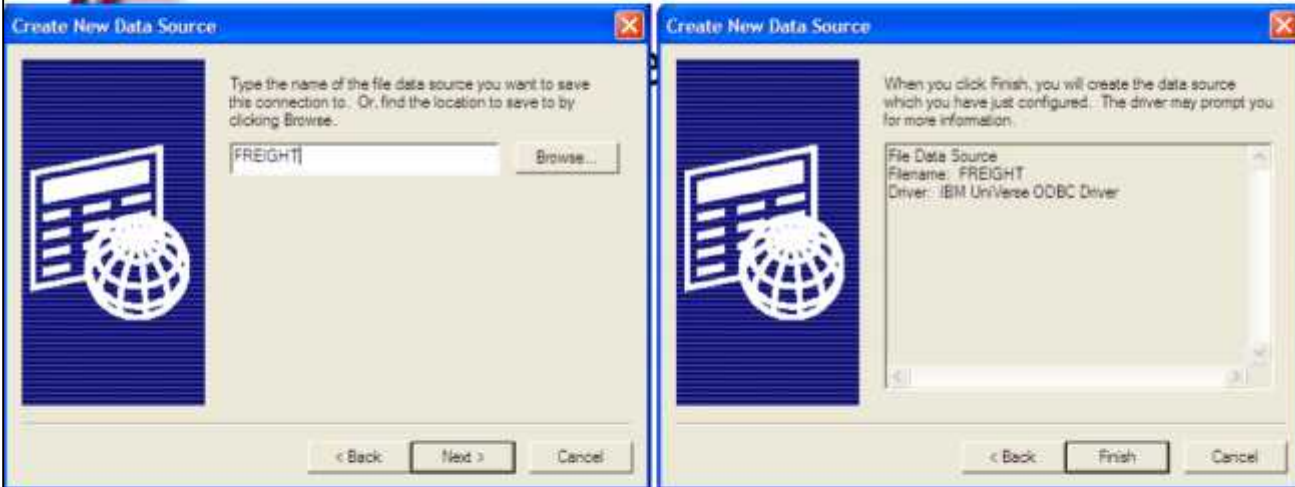 Create New Data Source
Type the name of the file data source you want to save
this connection to. Or, find the location to save to by
clicking Browse.
FREIGHT
Browse...
< Back
Next >
Cancel
Create New Data Source
When you click Finish, you will create the data source
which you have just configured. The driver may prompt you
for more information.
File Data Source
Filename: FREIGHT
Driver: IBM UniVerse ODBC Driver
< Back
Finish
Cancel